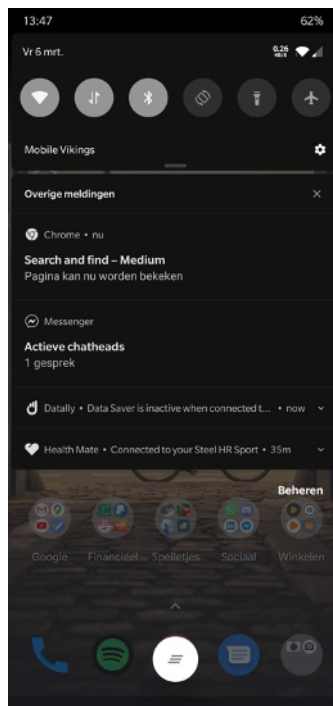 13:47 62%
Vr 6 mrt. 0.26 KB/S
Mobile Vikings
Overige meldingen
Chrome • nu
Search and find – Medium
Pagina kan nu worden bekeken
Messenger
Actieve chatheads
1 gesprek
Datally • Data Saver is inactive when connected t... • now
Health Mate • Connected to your Steel HR Sport • 35m
Beheren
Google Financieel Spelletjes Sociaal Winkelen